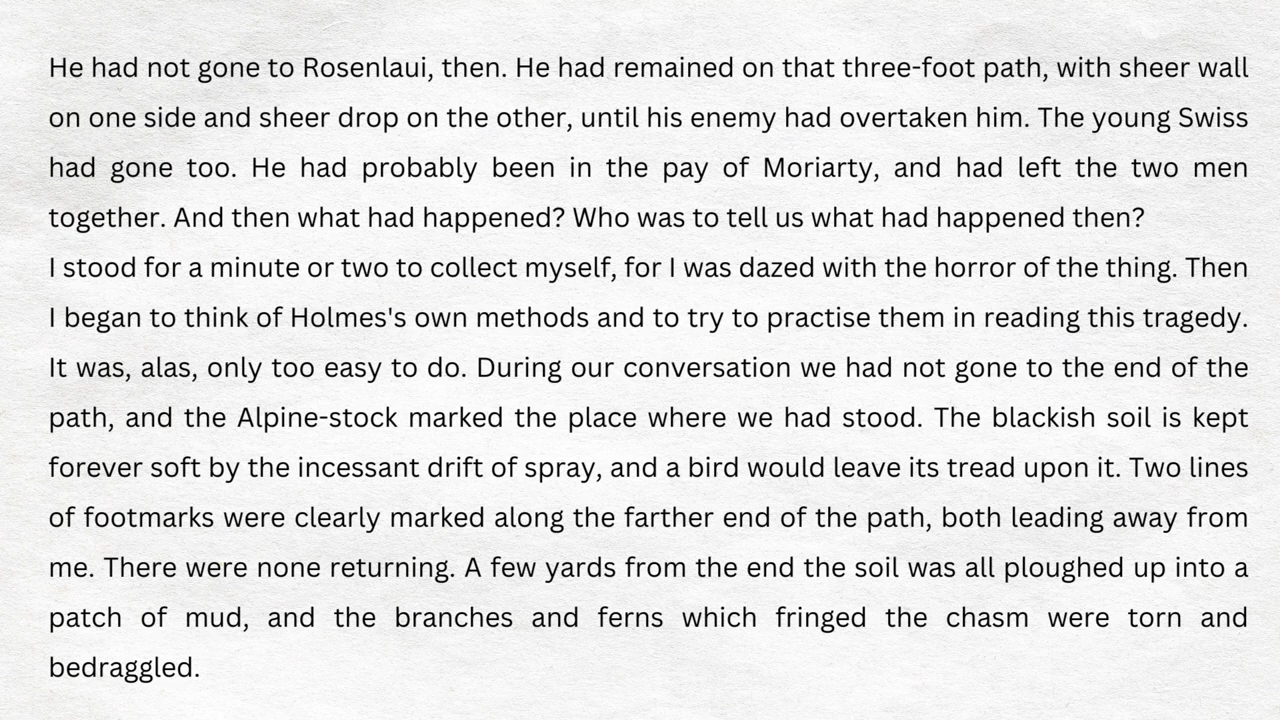 He had not gone to Rosenlaui, then. He had remained on that three-foot path, with sheer wall
on one side and sheer drop on the other, until his enemy had overtaken him. The young Swiss
had gone too. He had probably been in the pay of Moriarty, and had left the two men
together. And then what had happened? Who was to tell us what had happened then?
I stood for a minute or two to collect myself, for I was dazed with the horror of the thing. Then
I began to think of Holmes's own methods and to try to practise them in reading this tragedy.
It was, alas, only too easy to do. During our conversation we had not gone to the end of the
path, and the Alpine-stock marked the place where we had stood. The blackish soil is kept
forever soft by the incessant drift of spray, and a bird would leave its tread upon it. Two lines
of footmarks were clearly marked along the farther end of the path, both leading away from
me. There were none returning. A few yards from the end the soil was all ploughed up into a
patch of mud, and the branches and ferns which fringed the chasm were torn and
bedraggled.